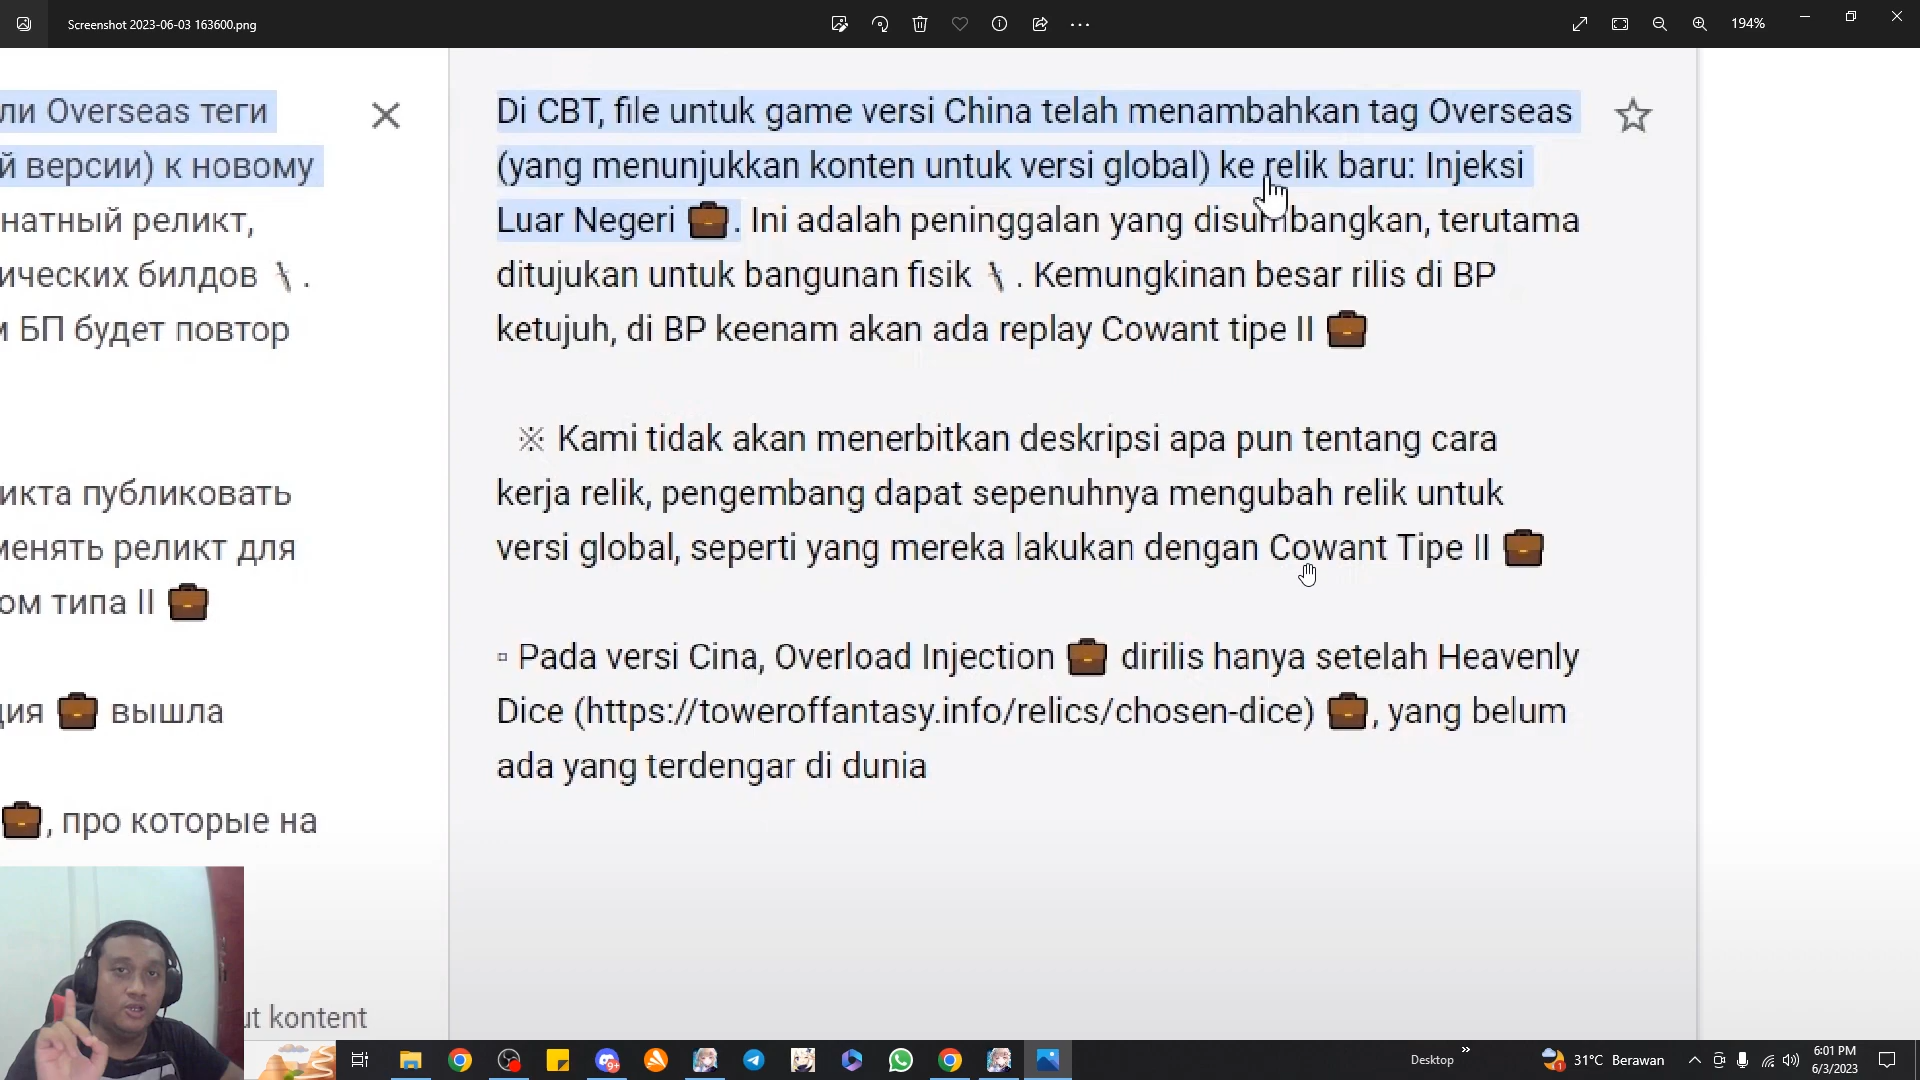 Screenshot 2023-06-03 163600.png
194%
ли Overseas теги
й версии) к новому
натный реликт,
ических билдов .
БП будет повтор
икта публиковать
менять реликт для
ом типа II
ция вышла
, про которые на
ut kontent
Di CBT, file untuk game versi China telah menambahkan tag Overseas
(yang menunjukkan konten untuk versi global) ke relik baru: Injeksi
Luar Negeri 💼. Ini adalah peninggalan yang disumbangkan, terutama
ditujukan untuk bangunan fisik . Kemungkinan besar rilis di BP
ketujuh, di BP keenam akan ada replay Cowant tipe II 💼
※ Kami tidak akan menerbitkan deskripsi apa pun tentang cara
kerja relik, pengembang dapat sepenuhnya mengubah relik untuk
versi global, seperti yang mereka lakukan dengan Cowant Tipe II 💼
▫ Pada versi Cina, Overload Injection 💼 dirilis hanya setelah Heavenly
Dice (https://toweroffantasy.info/relics/chosen-dice) 💼, yang belum
ada yang terdengar di dunia
Desktop
31°C Berawan
6:01 PM
6/3/2023